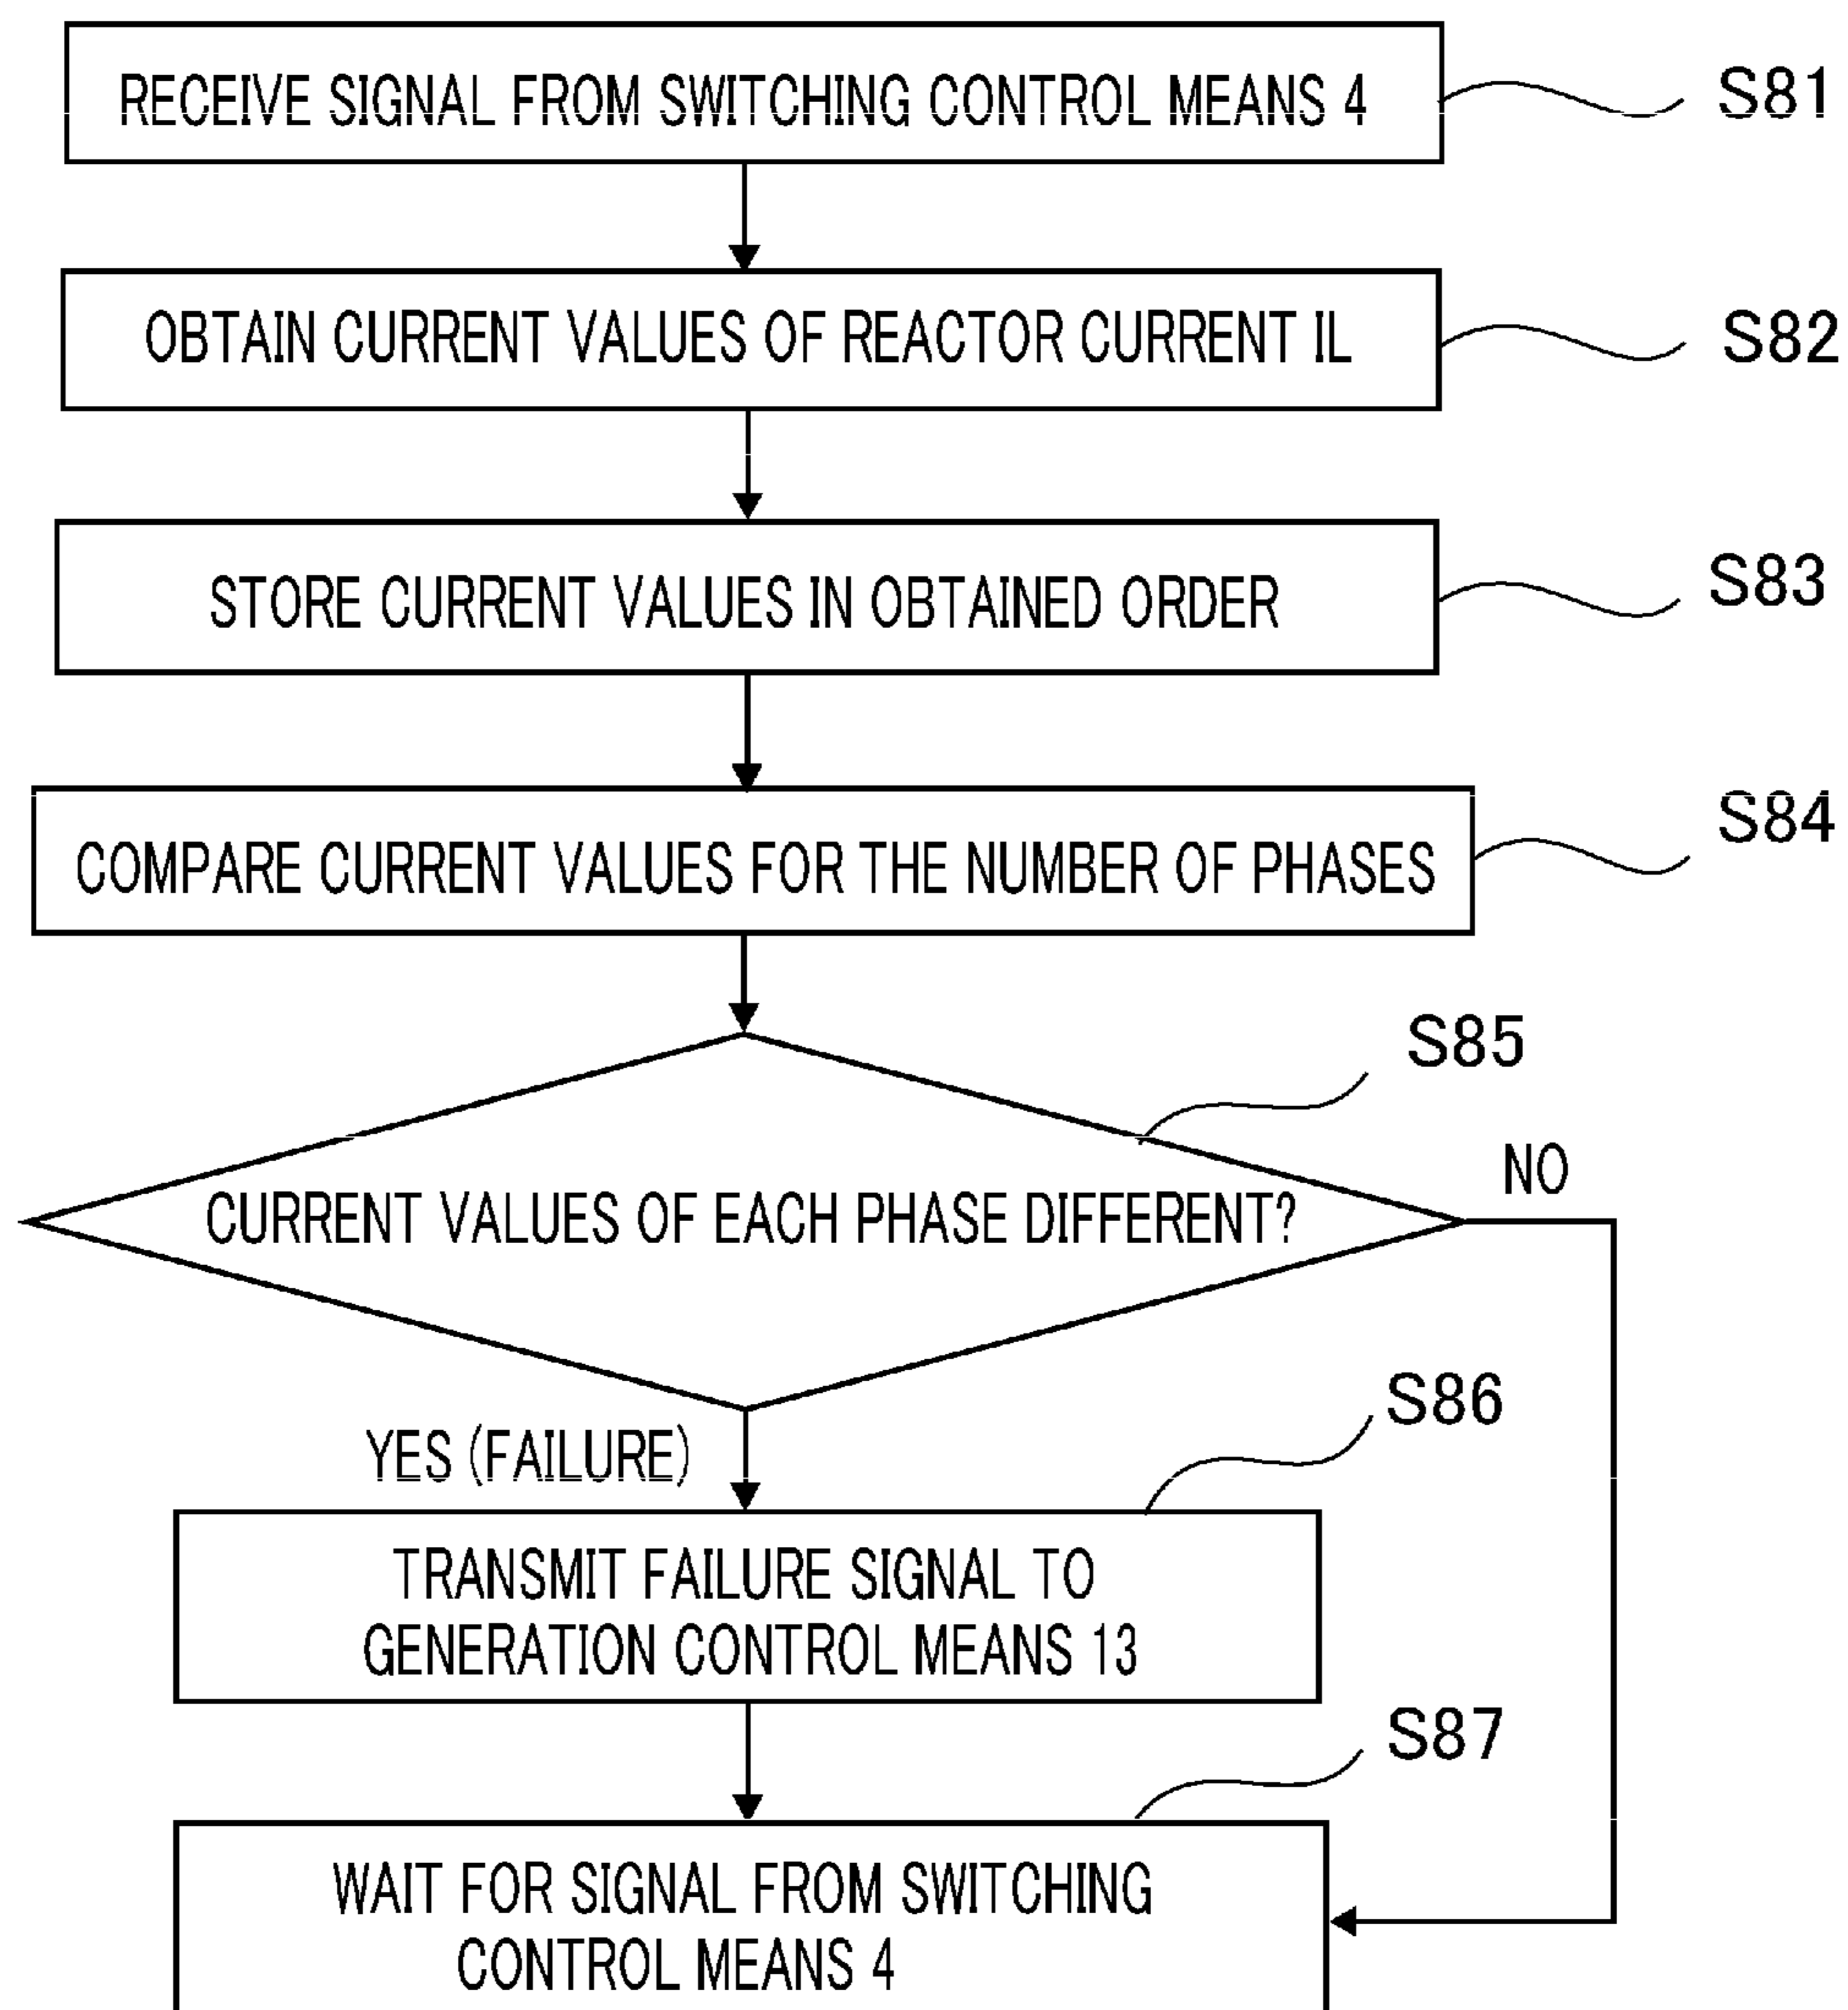 RECEIVE SIGNAL FROM SWITCHING CONTROL MEANS 4
S81
OBTAIN CURRENT VALUES OF REACTOR CURRENT IL
S82
STORE CURRENT VALUES IN OBTAINED ORDER
S83
COMPARE CURRENT VALUES FOR THE NUMBER OF PHASES
S84
S85
CURRENT VALUES OF EACH PHASE DIFFERENT?
NO
YES (FAILURE)
S86
TRANSMIT FAILURE SIGNAL TO
GENERATION CONTROL MEANS 13
S87
WAIT FOR SIGNAL FROM SWITCHING
CONTROL MEANS 4